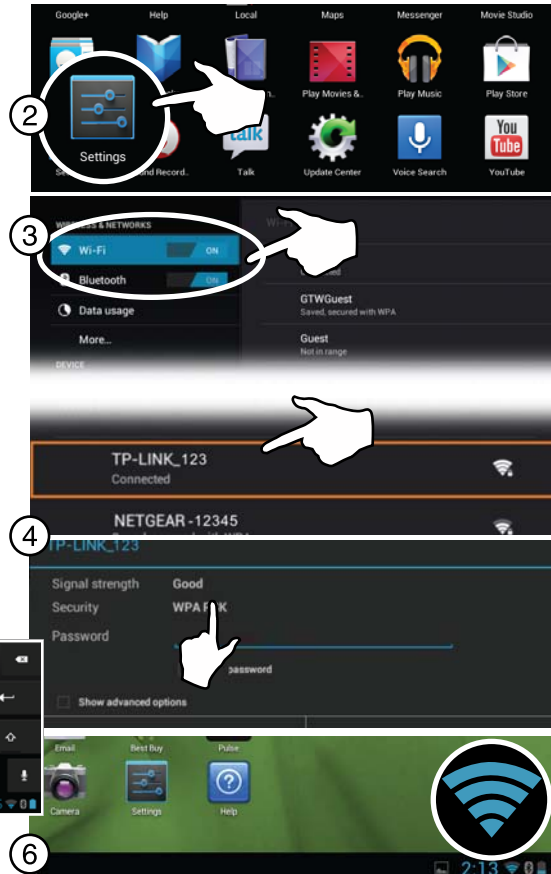 Google+ Help Local Maps Messenger Movie Studio
2
Play Movies &.. Play Music Play Store
Settings
talk
You
Tube
Record.. Talk Update Center Voice Search YouTube
3
WIRELESS & NETWORKS
Wi-Fi ON
Bluetooth ON
Data usage
More...
DEVICE
GTWGuest
Saved, secured with WPA
Guest
Not in range
TP-LINK_123
Connected
NETGEAR-12345
4
TP-LINK_123
Signal strength Good
Security WPA
Password
password
Show advanced options
Email Best Buy Pulse
Camera Settings Help
6
2:13